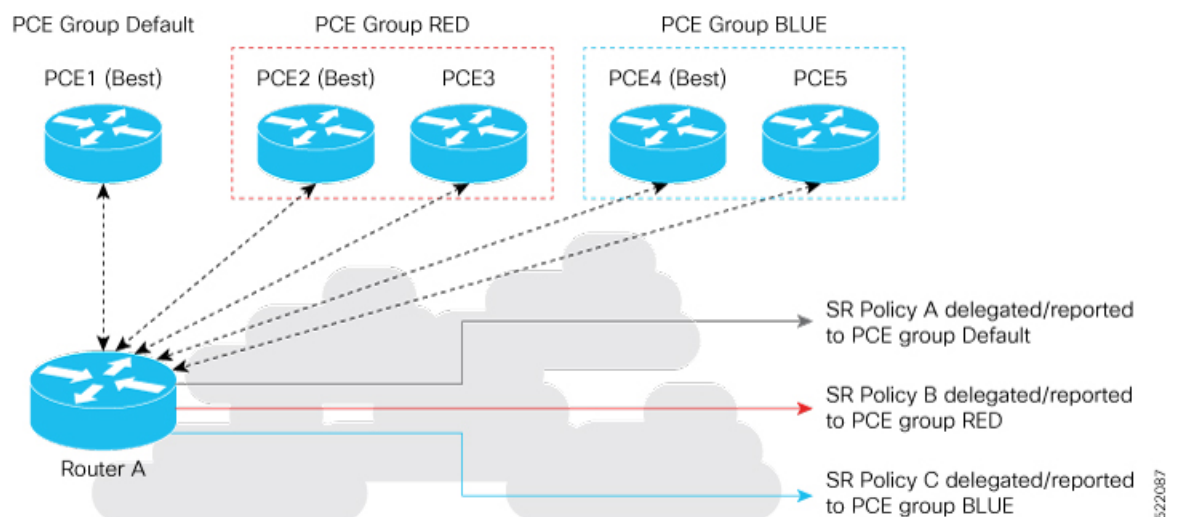 PCE Group Default
PCE Group RED
PCE Group BLUE
PCE1 (Best)
PCE2 (Best)
PCE3
PCE4 (Best)
PCE5
SR Policy A delegated/reported
to PCE group Default
SR Policy B delegated/reported
to PCE group RED
Router A
SR Policy C delegated/reported
to PCE group BLUE
522087